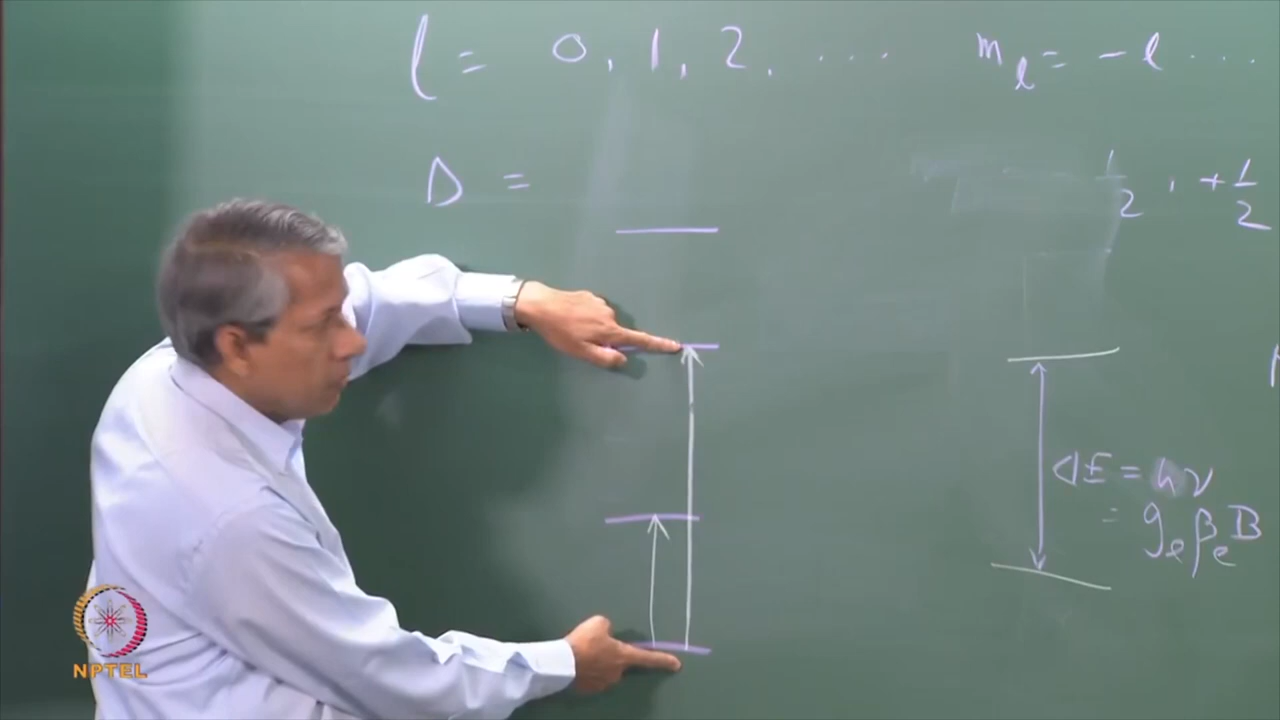 l = 0, 1, 2, ....
m_l = - l ....
D =
1/2, +1/2
ΔE = hν
= g_e β_e B
NPTEL